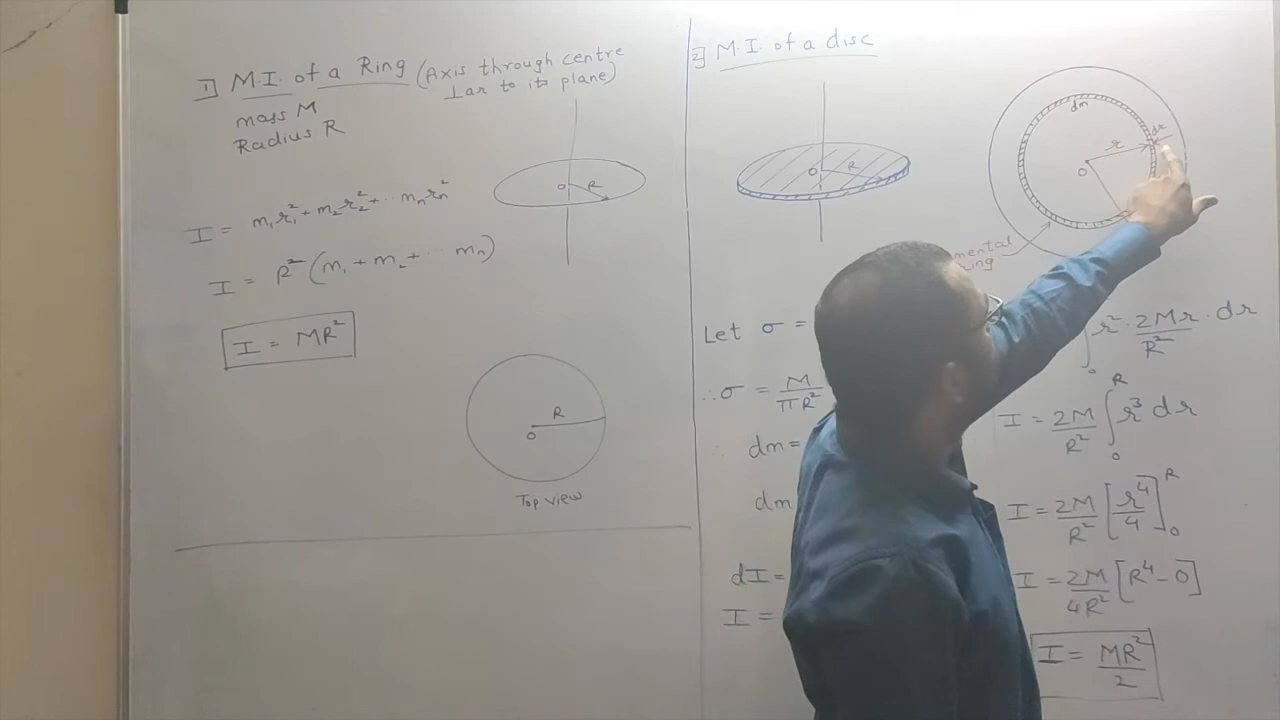 1] M.I. of a Ring (Axis through centre
⊥ar to its plane)
mass M
Radius R
O R
I = m₁r₁² + m₂r₂² + ... mₙrₙ²
I = R² (m₁ + m₂ + ... mₙ)
I = MR²
R
O
Top view
2] M.I. of a disc
O R
dm
dr
r
O
Let σ =
∴ σ = M/πR²
∴ dm =
dm
dI =
I =
∫₀ r² · 2Mr/R² · dr
I = 2M/R² ∫₀ᴿ r³ dr
I = 2M/R² [r⁴/4]₀ᴿ
I = 2M/4R² [R⁴ - 0]
I = MR²/2